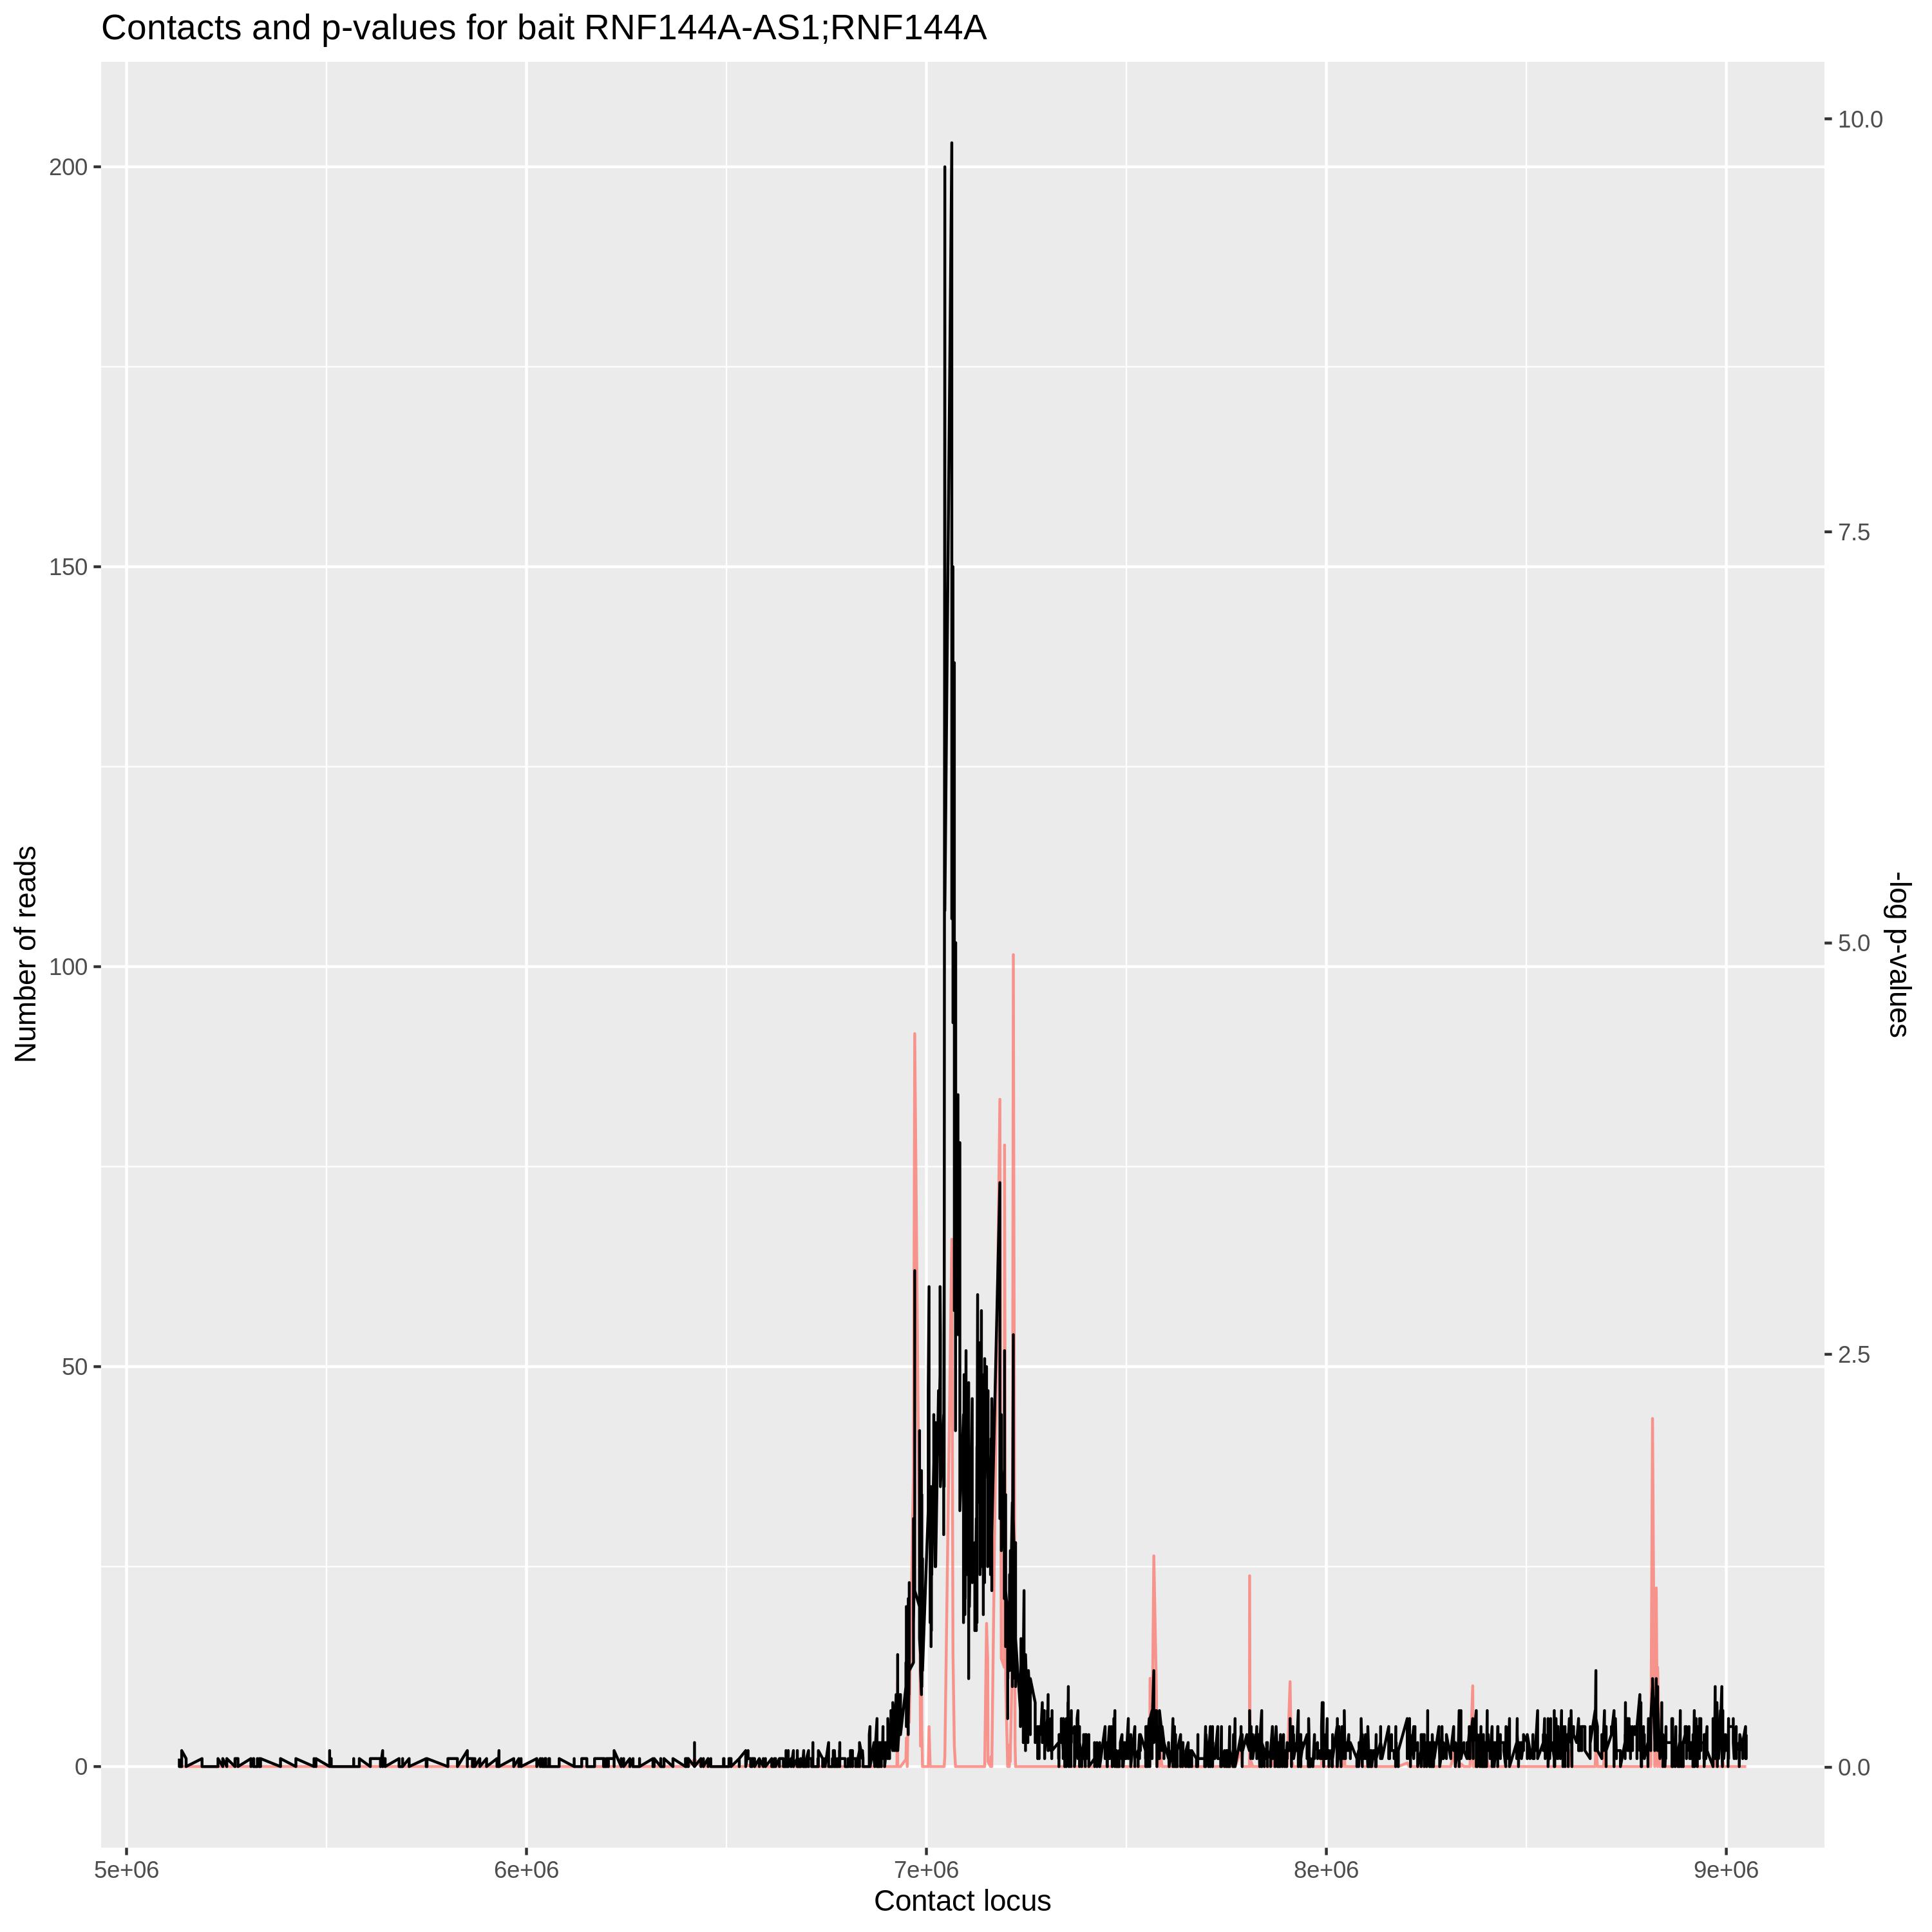 Contacts and p-values for bait RNF144A-AS1;RNF144A
200
150
100
50
0
Number of reads
10.0
7.5
5.0
2.5
0.0
-log p-values
5e+06
6e+06
7e+06
8e+06
9e+06
Contact locus